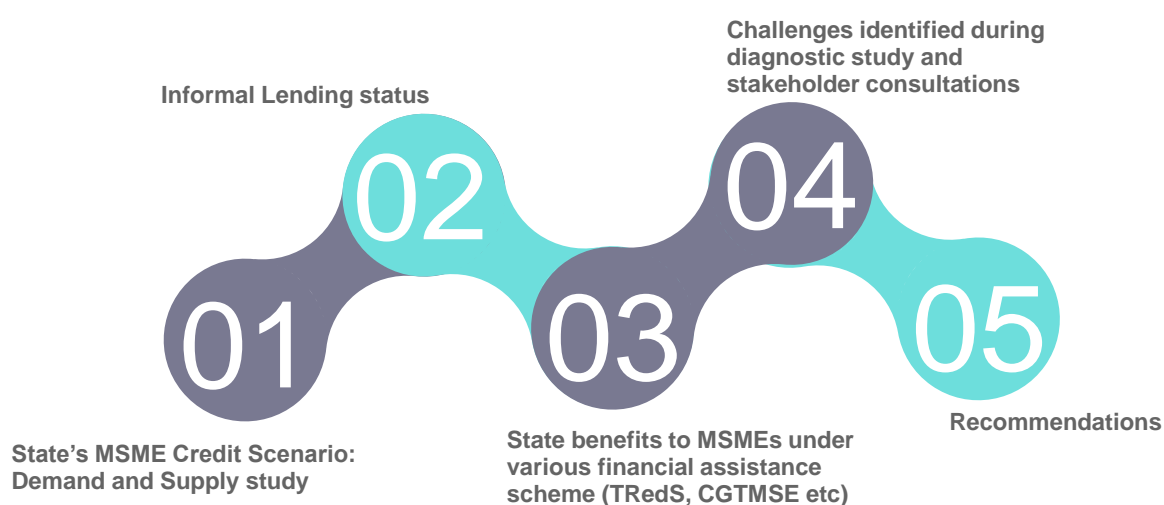 01
State’s MSME Credit Scenario:
Demand and Supply study
02
Informal Lending status
03
State benefits to MSMEs under
various financial assistance
scheme (TRedS, CGTMSE etc)
04
Challenges identified during
diagnostic study and
stakeholder consultations
05
Recommendations